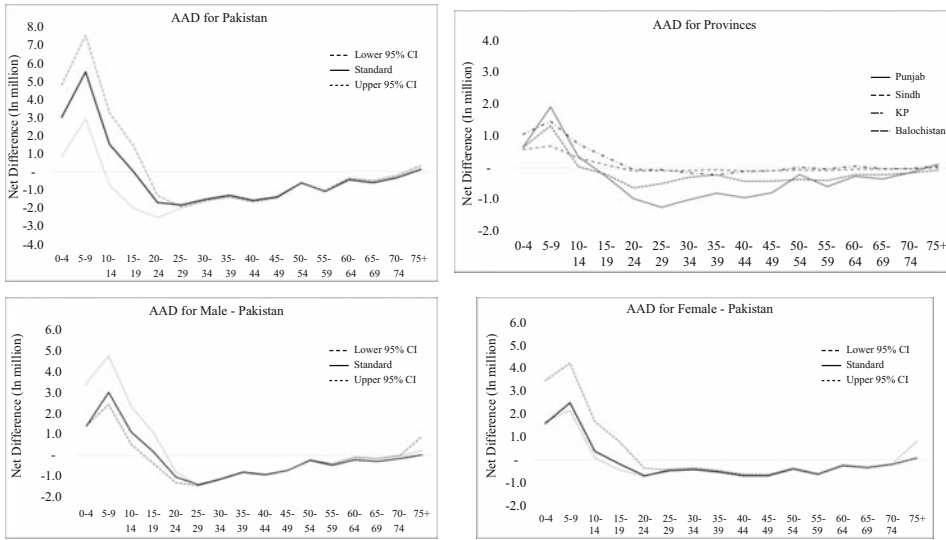 AAD for Pakistan
Net Difference (In million)
8.0
7.0
6.0
5.0
4.0
3.0
2.0
1.0
-
-1.0
-2.0
-3.0
-4.0
Lower 95% CI
Standard
Upper 95% CI
0-4 5-9 10- 15- 20- 25- 30- 35- 40- 45- 50- 55- 60- 65- 70- 75+
14 19 24 29 34 39 44 49 54 59 64 69 74
AAD for Provinces
Net Difference (In million)
4.0
3.0
2.0
1.0
-
-1.0
-2.0
Punjab
Sindh
KP
Balochistan
0-4 5-9 10- 15- 20- 25- 30- 35- 40- 45- 50- 55- 60- 65- 70- 75+
14 19 24 29 34 39 44 49 54 59 64 69 74
AAD for Male - Pakistan
Net Difference (In million)
6.0
5.0
4.0
3.0
2.0
1.0
-
-1.0
-2.0
Lower 95% CI
Standard
Upper 95% CI
0-4 5-9 10- 15- 20- 25- 30- 35- 40- 45- 50- 55- 60- 65- 70- 75+
14 19 24 29 34 39 44 49 54 59 64 69 74
AAD for Female - Pakistan
Net Difference (In million)
6.0
5.0
4.0
3.0
2.0
1.0
-
-1.0
-2.0
Lower 95% CI
Standard
Upper 95% CI
0-4 5-9 10- 15- 20- 25- 30- 35- 40- 45- 50- 55- 60- 65- 70- 75+
14 19 24 29 34 39 44 49 54 59 64 69 74